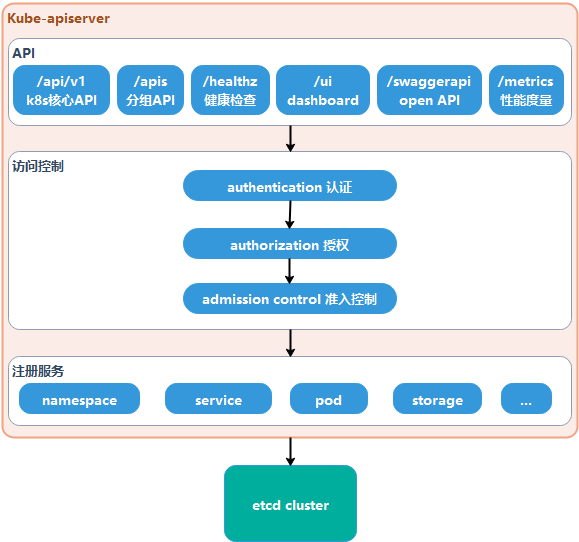 Kube-apiserver
API
/api/v1
k8s核心API
/apis
分组API
/healthz
健康检查
/ui
dashboard
/swaggerapi
open API
/metrics
性能度量
访问控制
authentication 认证
authorization 授权
admission control 准入控制
注册服务
namespace
service
pod
storage
...
etcd cluster